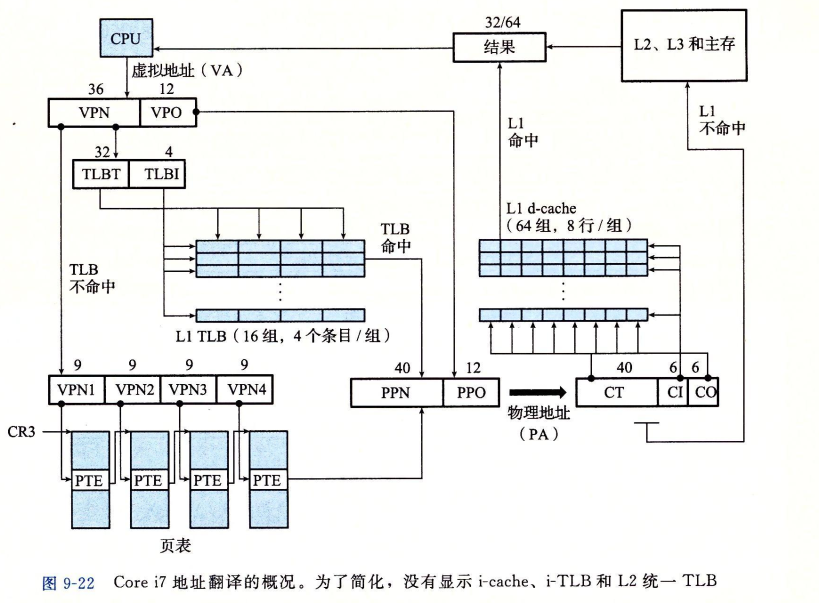 32/64
CPU
结果
L2、L3 和主存
虚拟地址（VA）
36
12
VPN
VPO
L1
命中
L1
不命中
32
4
TLBT
TLBI
TLB
命中
L1 d-cache
（64 组，8 行/组）
TLB
不命中
⋮
⋮
L1 TLB（16 组，4 个条目/组）
9
9
9
9
40
12
40
6
6
VPN1
VPN2
VPN3
VPN4
PPN
PPO
CT
CI
CO
物理地址
（PA）
CR3
PTE
PTE
PTE
PTE
页表
图 9-22 Core i7 地址翻译的概况。为了简化，没有显示 i-cache、i-TLB 和 L2 统一 TLB